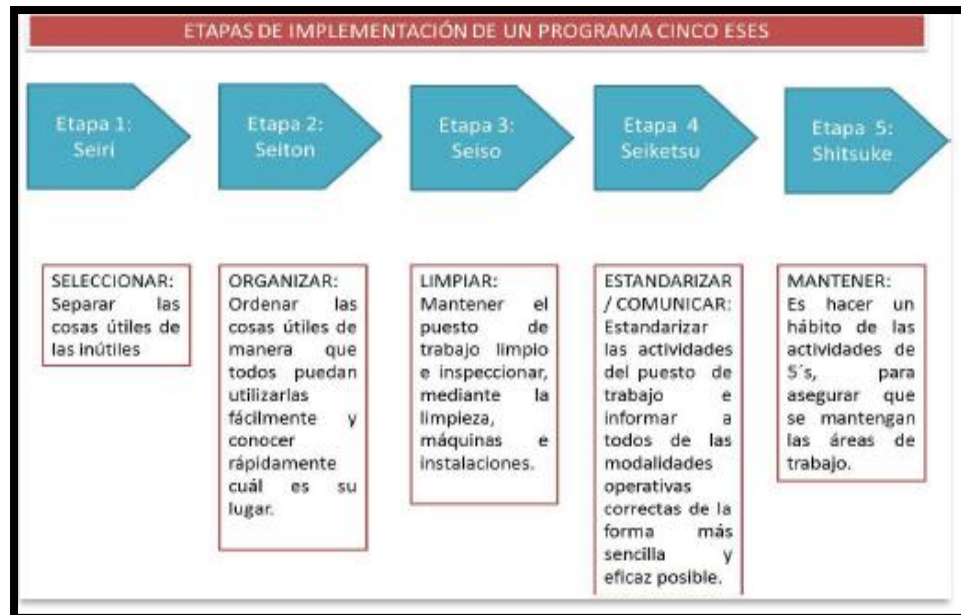 ETAPAS DE IMPLEMENTACIÓN DE UN PROGRAMA CINCO ESES
Etapa 1:
Seiri
Etapa 2:
Seiton
Etapa 3:
Seiso
Etapa 4
Seiketsu
Etapa 5:
Shitsuke
SELECCIONAR:
Separar las
cosas útiles de
las inútiles
ORGANIZAR:
Ordenar las
cosas útiles de
manera que
todos puedan
utilizarlas
fácilmente y
conocer
rápidamente
cuál es su
lugar.
LIMPIAR:
Mantener el
puesto de
trabajo limpio
e inspeccionar,
mediante la
limpieza,
máquinas e
instalaciones.
ESTANDARIZAR
/ COMUNICAR:
Estandarizar
las actividades
del puesto de
trabajo e
informar a
todos de las
modalidades
operativas
correctas de la
forma más
sencilla y
eficaz posible.
MANTENER:
Es hacer un
hábito de las
actividades de
5´s, para
asegurar que
se mantengan
las áreas de
trabajo.